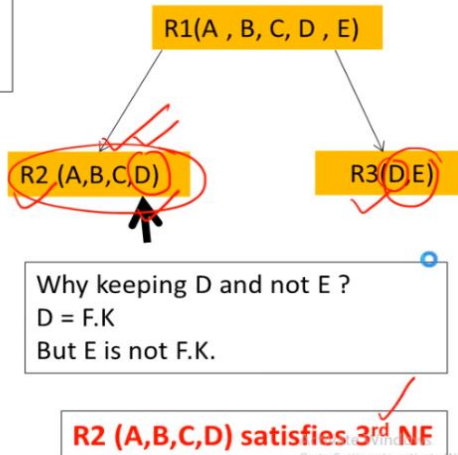 R1(A , B, C, D , E)
R2 (A,B,C,D)
R3(D,E)
Why keeping D and not E ?
D = F.K
But E is not F.K.
R2 (A,B,C,D) satisfies 3rd NF